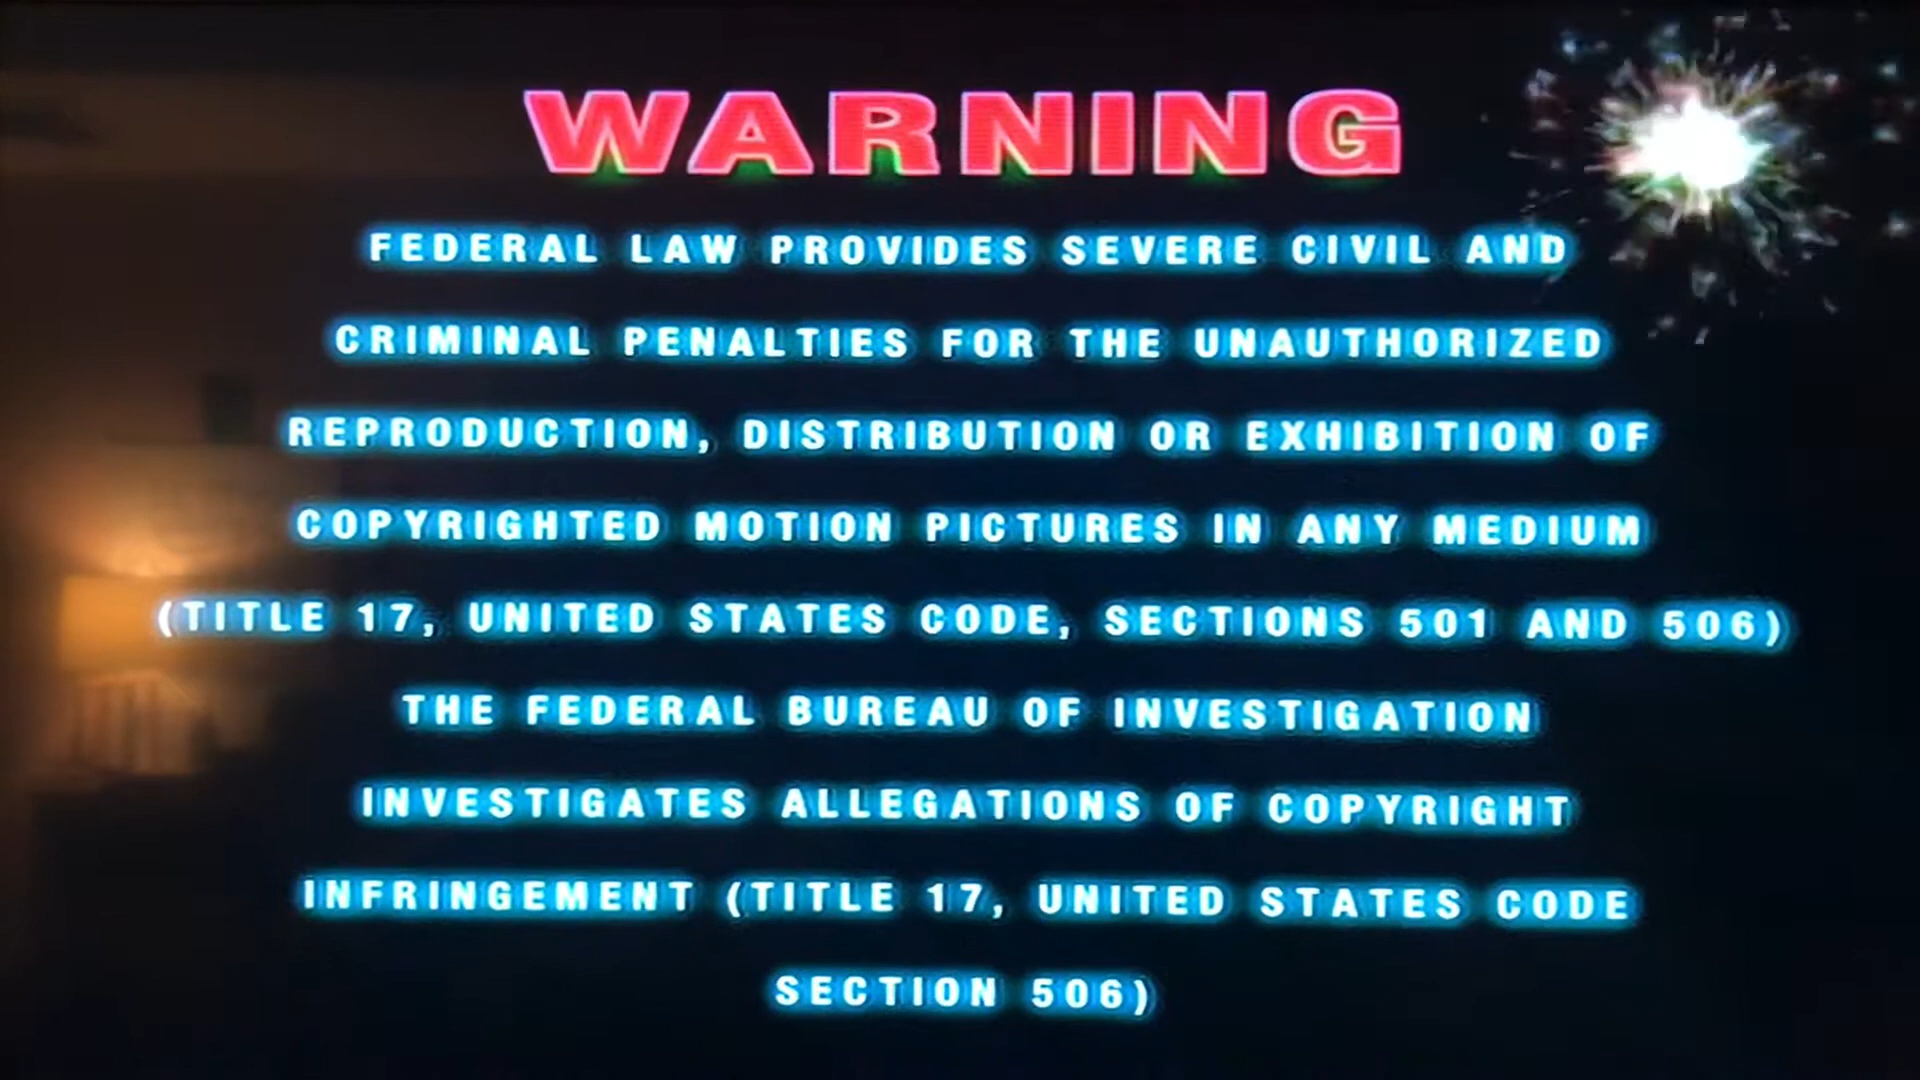 WARNING
FEDERAL LAW PROVIDES SEVERE CIVIL AND
CRIMINAL PENALTIES FOR THE UNAUTHORIZED
REPRODUCTION, DISTRIBUTION OR EXHIBITION OF
COPYRIGHTED MOTION PICTURES IN ANY MEDIUM
(TITLE 17, UNITED STATES CODE, SECTIONS 501 AND 506)
THE FEDERAL BUREAU OF INVESTIGATION
INVESTIGATES ALLEGATIONS OF COPYRIGHT
INFRINGEMENT (TITLE 17, UNITED STATES CODE
SECTION 506)